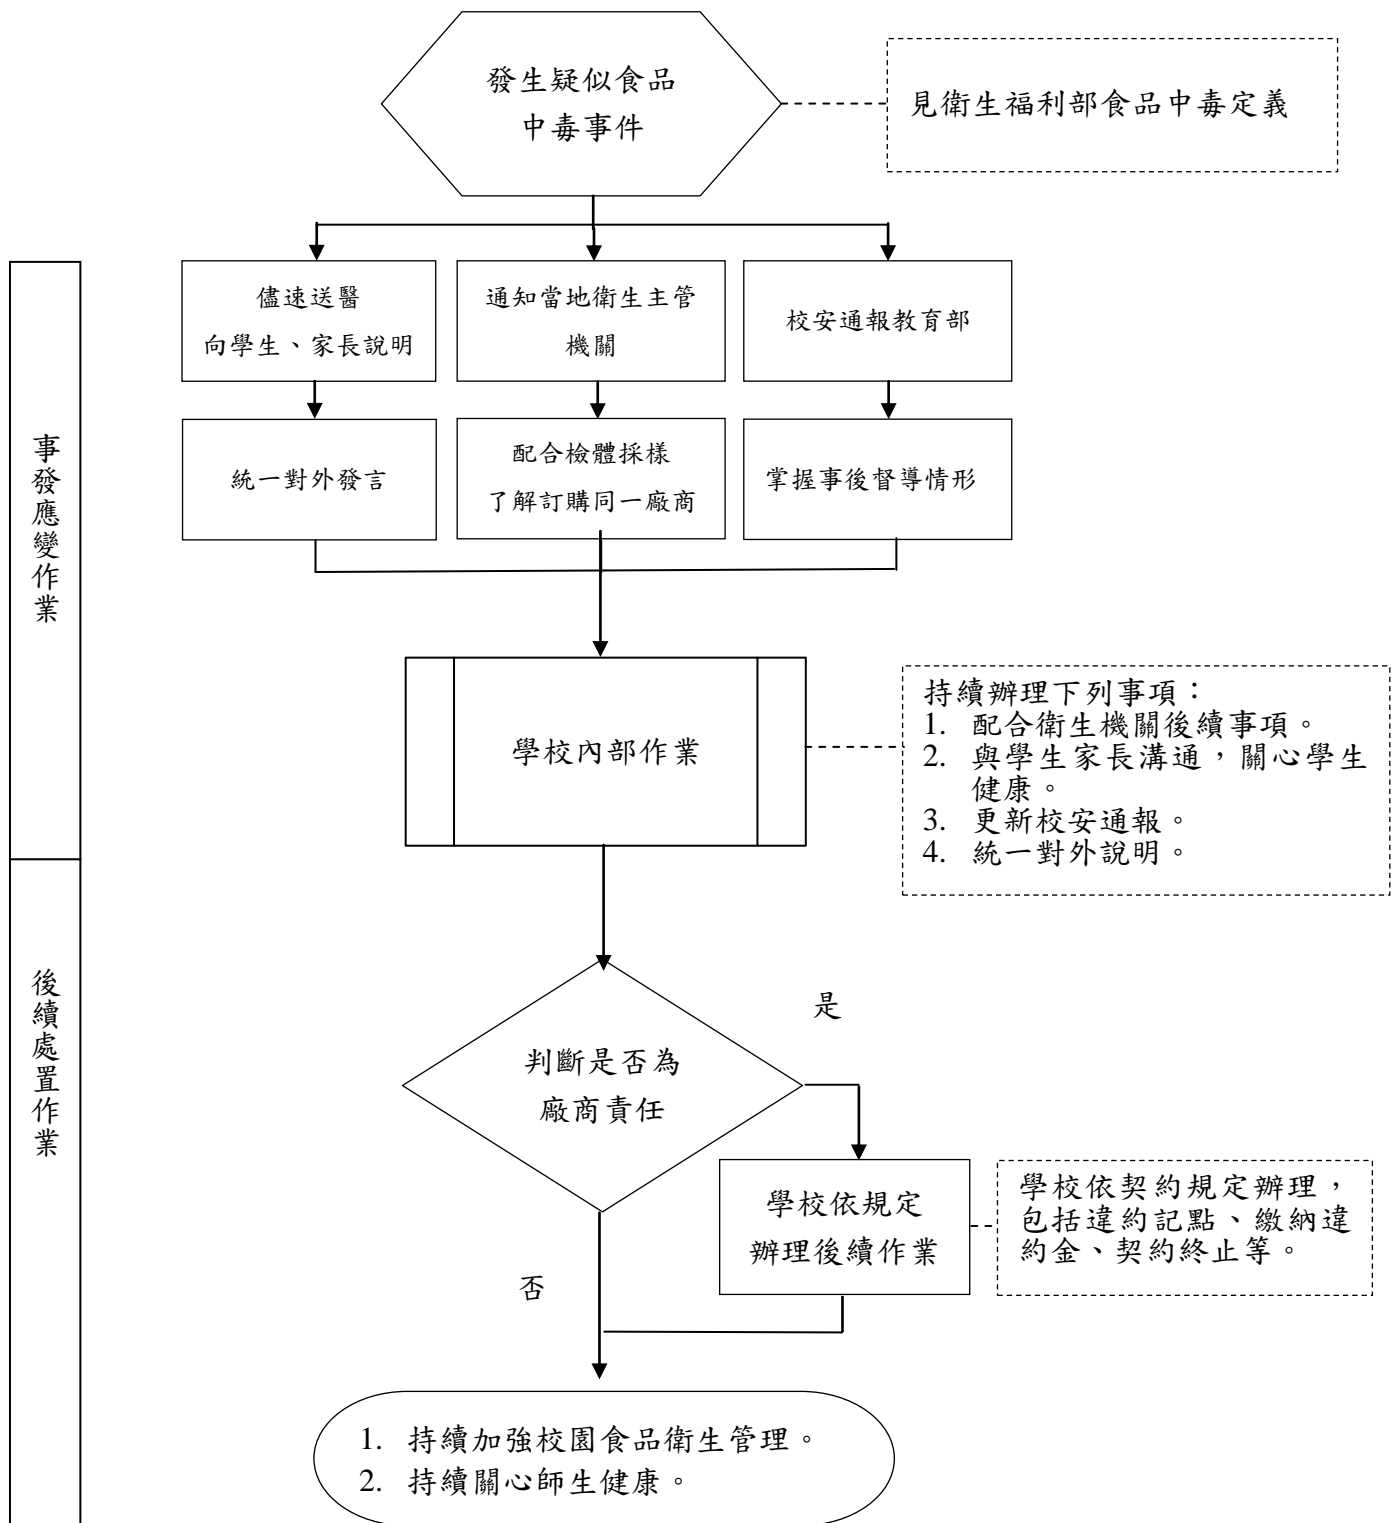 發生疑似食品
中毒事件
見衛生福利部食品中毒定義
儘速送醫
向學生、家長說明
通知當地衛生主管
機關
校安通報教育部
統一對外發言
配合檢體採樣
了解訂購同一廠商
掌握事後督導情形
事發應變作業
學校內部作業
持續辦理下列事項：
1. 配合衛生機關後續事項。
2. 與學生家長溝通，關心學生
健康。
3. 更新校安通報。
4. 統一對外說明。
後續處置作業
判斷是否為
廠商責任
是
學校依規定
辦理後續作業
學校依契約規定辦理，
包括違約記點、繳納違
約金、契約終止等。
否
1. 持續加強校園食品衛生管理。
2. 持續關心師生健康。